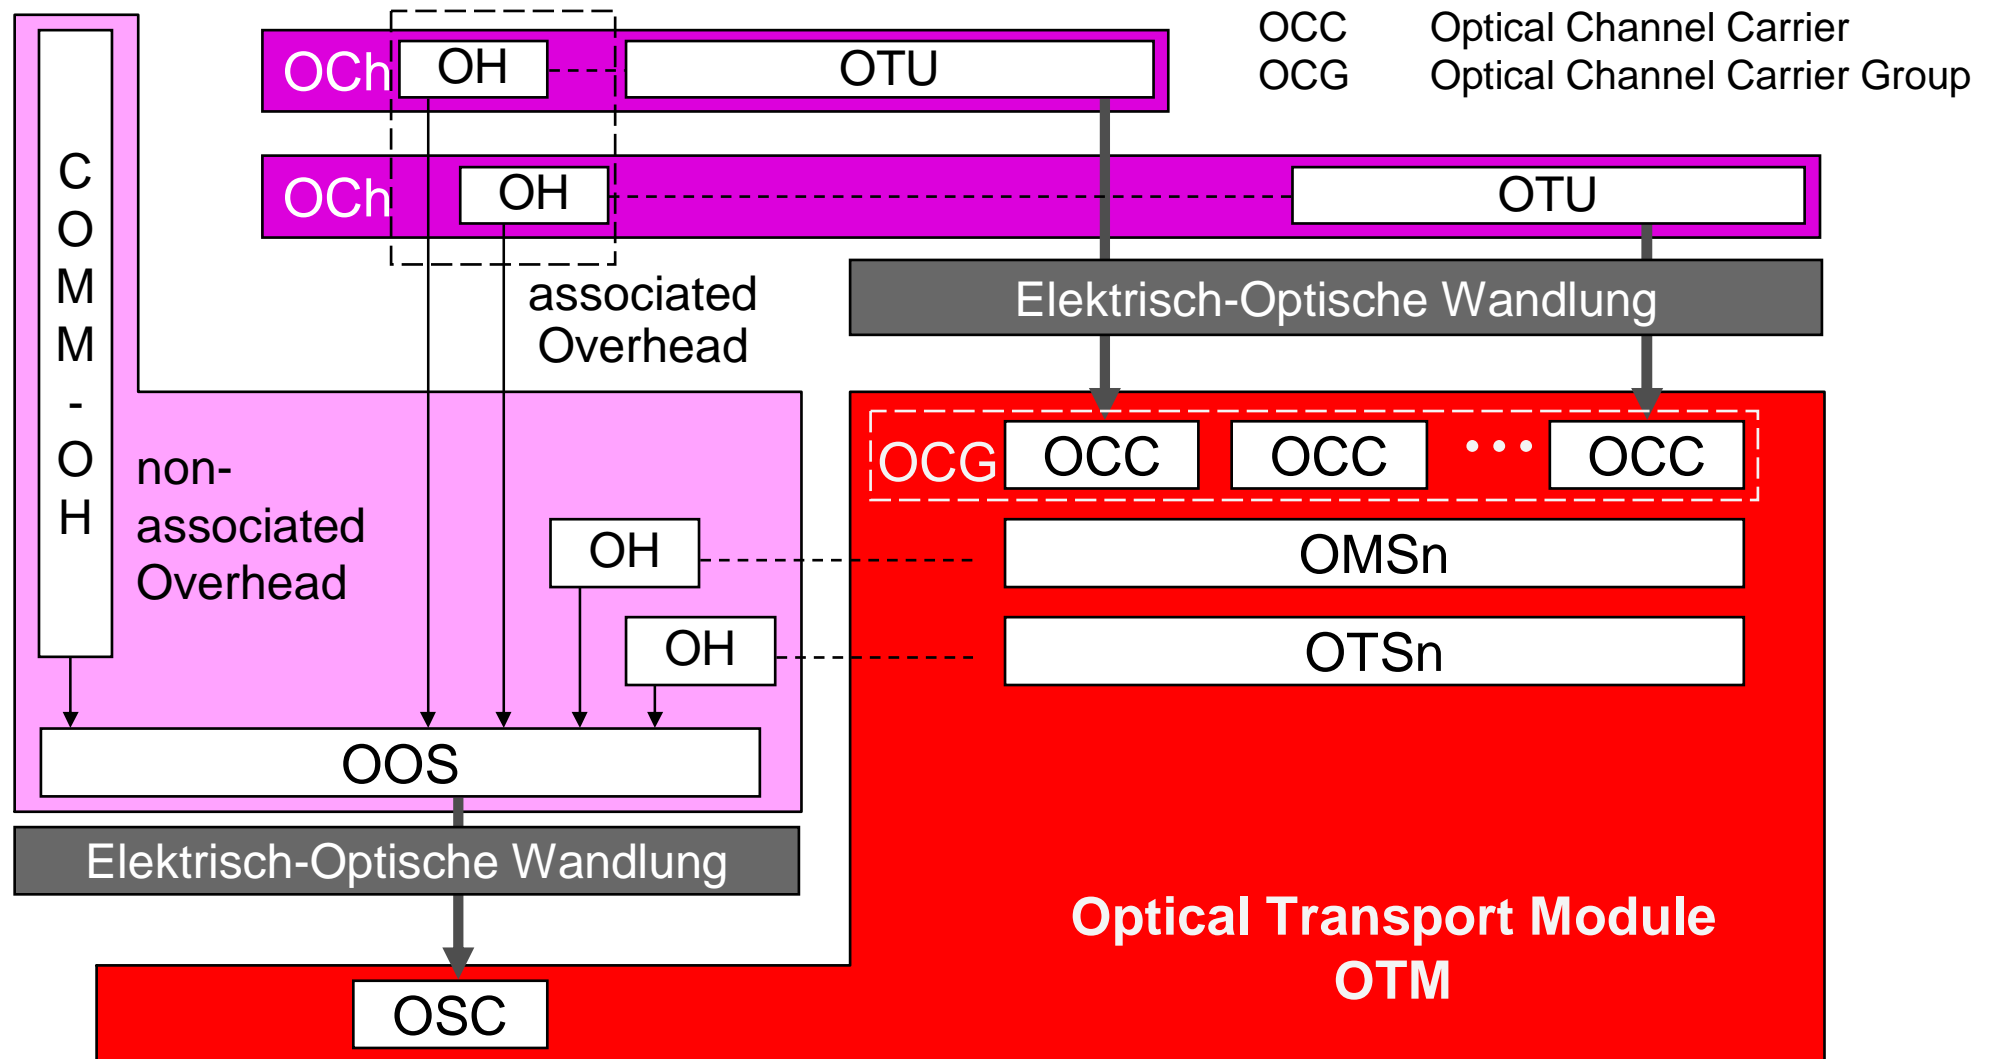 OCC Optical Channel Carrier
OCG Optical Channel Carrier Group
OCh OH OTU
OCh OH OTU
C
O
M
M
-
O
H
associated
Overhead
Elektrisch-Optische Wandlung
OCG OCC OCC ... OCC
non-
associated
Overhead
OH OMSn
OH OTSn
OOS
Elektrisch-Optische Wandlung
Optical Transport Module
OTM
OSC